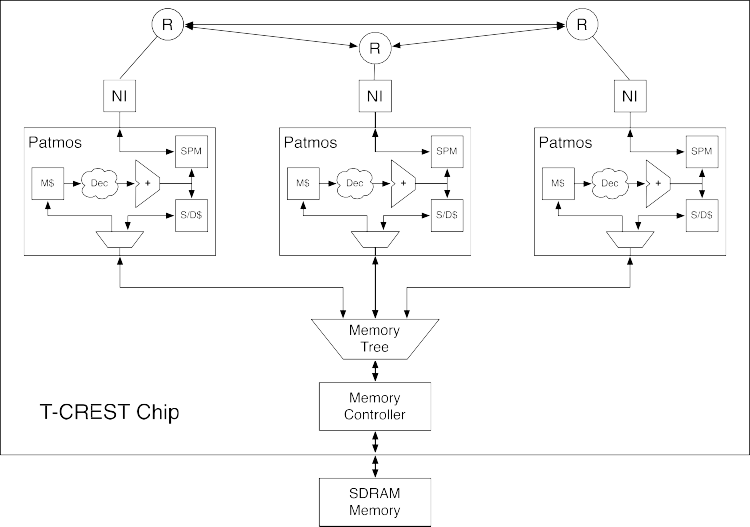 R
R
R
NI
NI
NI
Patmos
SPM
M$
Dec
+
S/D$
Patmos
SPM
M$
Dec
+
S/D$
Patmos
SPM
M$
Dec
+
S/D$
Memory
Tree
Memory
Controller
T-CREST Chip
SDRAM
Memory